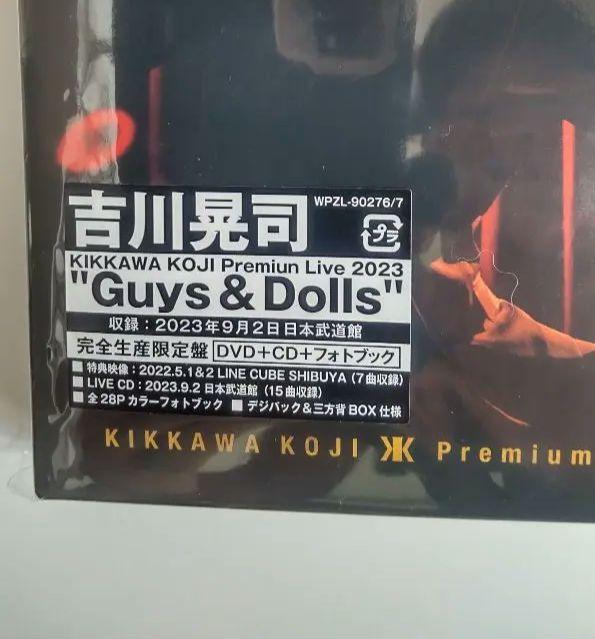 吉川晃司 WPZL-90276/7
プラ
KIKKAWA KOJI Premiun Live 2023
"Guys & Dolls"
収録：2023年9月2日日本武道館
完全生産限定盤 DVD＋CD＋フォトブック
■ 特典映像：2022.5.1&2 LINE CUBE SHIBUYA（7曲収録）
■ LIVE CD：2023.9.2 日本武道館（15曲収録）
■ 全28Pカラーフォトブック ■ デジパック＆三方背BOX仕様
KIKKAWA KOJI Premium